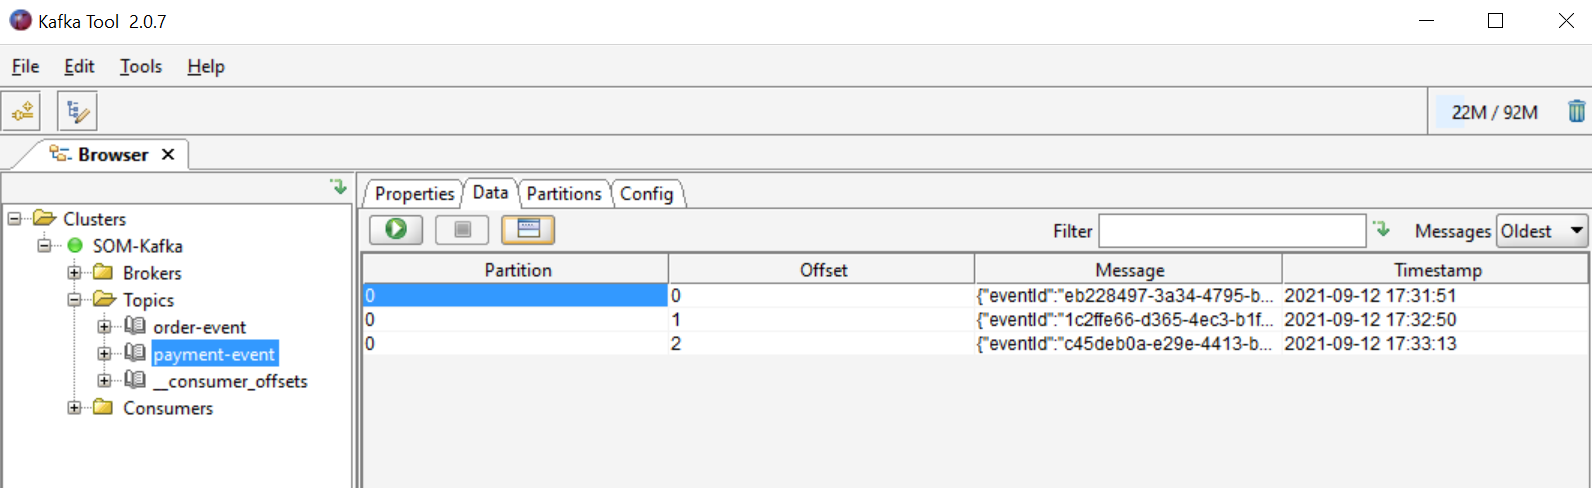 Kafka Tool 2.0.7
File Edit Tools Help
22M / 92M
Browser
Properties Data Partitions Config
Clusters
SOM-Kafka
Brokers
Topics
order-event
payment-event
__consumer_offsets
Consumers
Filter Messages Oldest
Partition Offset Message Timestamp
0 0 {"eventId":"eb228497-3a34-4795-b... 2021-09-12 17:31:51
0 1 {"eventId":"1c2ffe66-d365-4ec3-b1f... 2021-09-12 17:32:50
0 2 {"eventId":"c45deb0a-e29e-4413-b... 2021-09-12 17:33:13